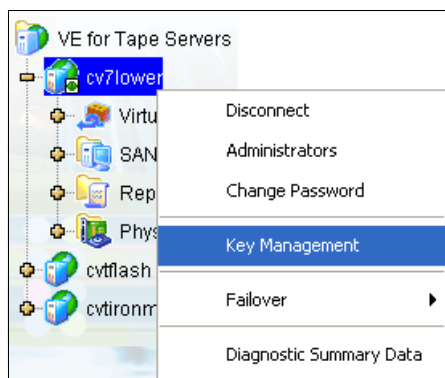 VE for Tape Servers
cv7lower
Disconnect
Virtu
Administrators
SAN
Change Password
Rep
Key Management
Phys
cvtflash
Failover
cvtironm
Diagnostic Summary Data